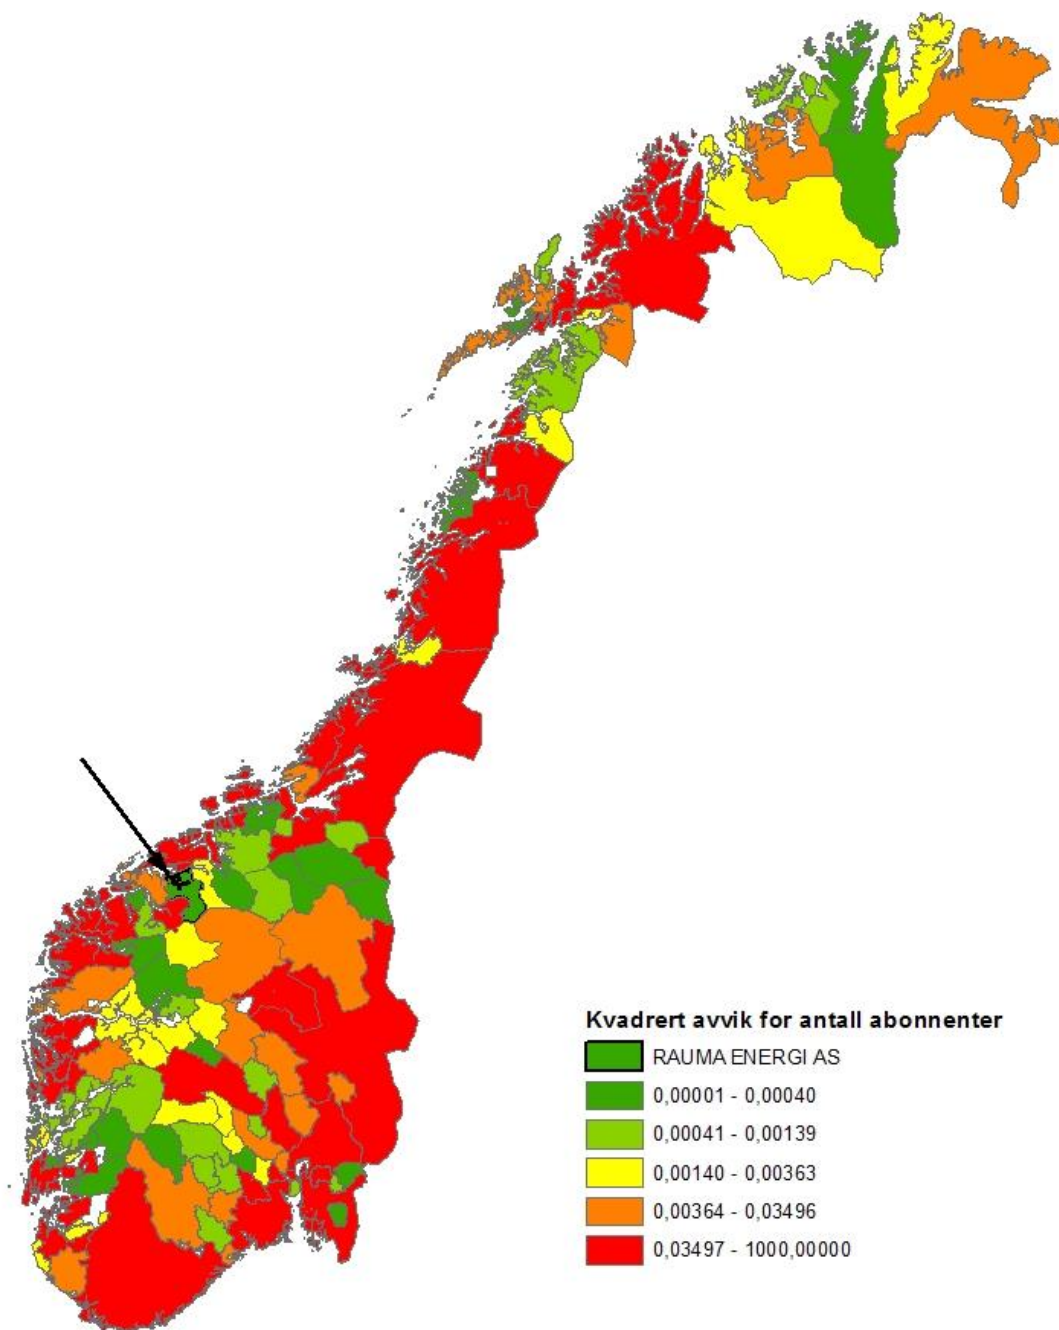 Kvadrert avvik for antall abonnenter
RAUMA ENERGI AS
0,00001 - 0,00040
0,00041 - 0,00139
0,00140 - 0,00363
0,00364 - 0,03496
0,03497 - 1000,00000